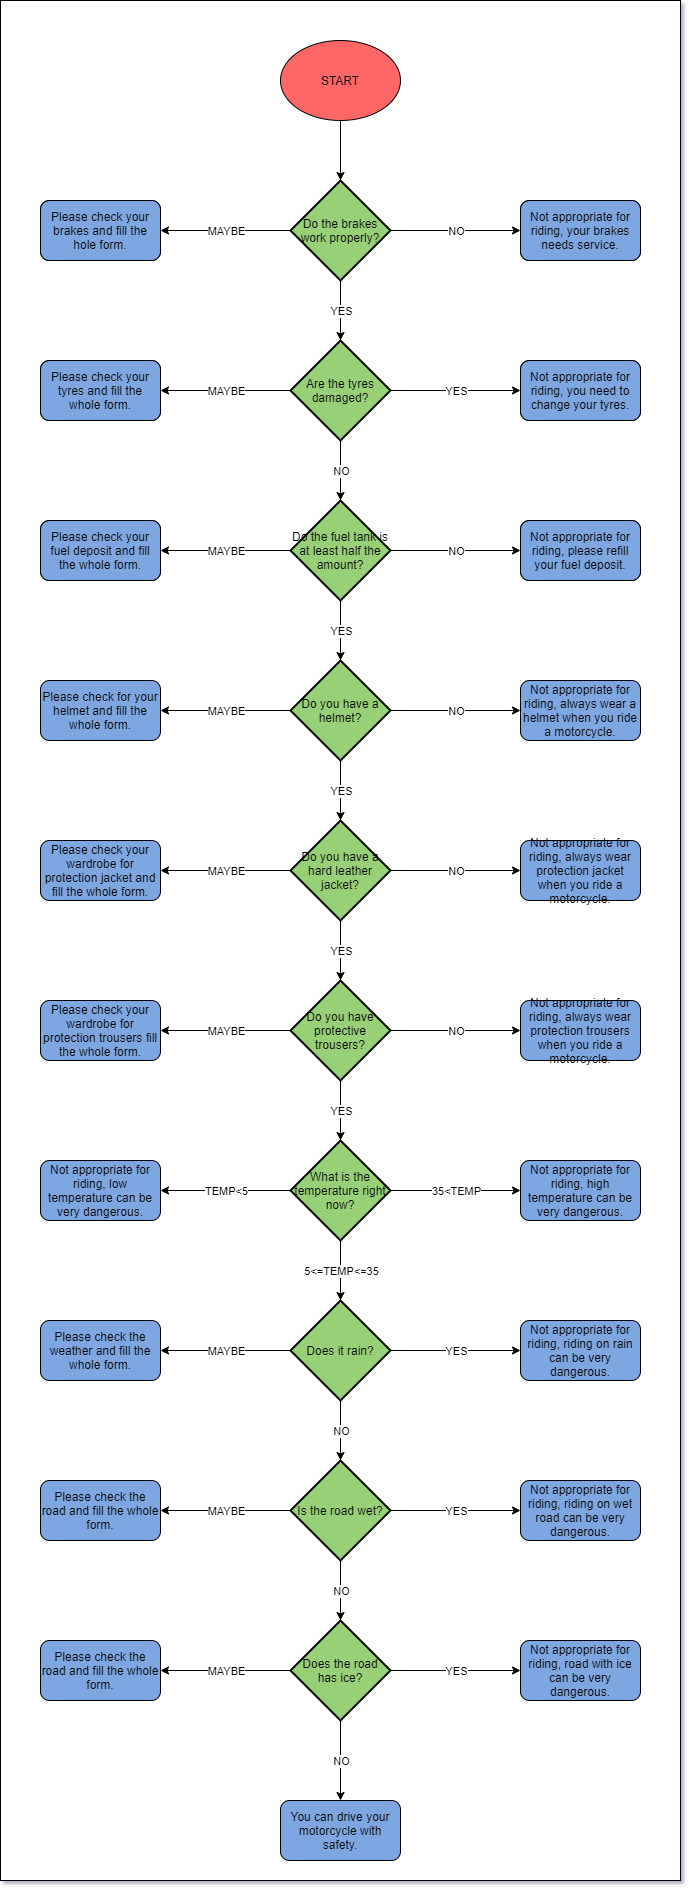 START
Please check your
brakes and fill the
hole form.
MAYBE
Do the brakes
work properly?
NO
Not appropriate for
riding, your brakes
needs service.
YES
Please check your
tyres and fill the
whole form.
MAYBE
Are the tyres
damaged?
YES
Not appropriate for
riding, you need to
change your tyres.
NO
Please check your
fuel deposit and fill
the whole form.
MAYBE
Do the fuel tank is
at least half the
amount?
NO
Not appropriate for
riding, please refill
your fuel deposit.
YES
Please check for your
helmet and fill the
whole form.
MAYBE
Do you have a
helmet?
NO
Not appropriate for
riding, always wear a
helmet when you ride
a motorcycle.
YES
Please check your
wardrobe for
protection jacket and
fill the whole form.
MAYBE
Do you have a
hard leather
jacket?
NO
Not appropriate for
riding, always wear
protection jacket
when you ride a
motorcycle.
YES
Please check your
wardrobe for
protection trousers fill
the whole form.
MAYBE
Do you have
protective
trousers?
NO
Not appropriate for
riding, always wear
protection trousers
when you ride a
motorcycle.
YES
Not appropriate for
riding, low
temperature can be
very dangerous.
TEMP<5
What is the
temperature right
now?
35<TEMP
Not appropriate for
riding, high
temperature can be
very dangerous.
5<=TEMP<=35
Please check the
weather and fill the
whole form.
MAYBE
Does it rain?
YES
Not appropriate for
riding, riding on rain
can be very
dangerous.
NO
Please check the
road and fill the whole
form.
MAYBE
Is the road wet?
YES
Not appropriate for
riding, riding on wet
road can be very
dangerous.
NO
Please check the
road and fill the whole
form.
MAYBE
Does the road
has ice?
YES
Not appropriate for
riding, road with ice
can be very
dangerous.
NO
You can drive your
motorcycle with
safety.